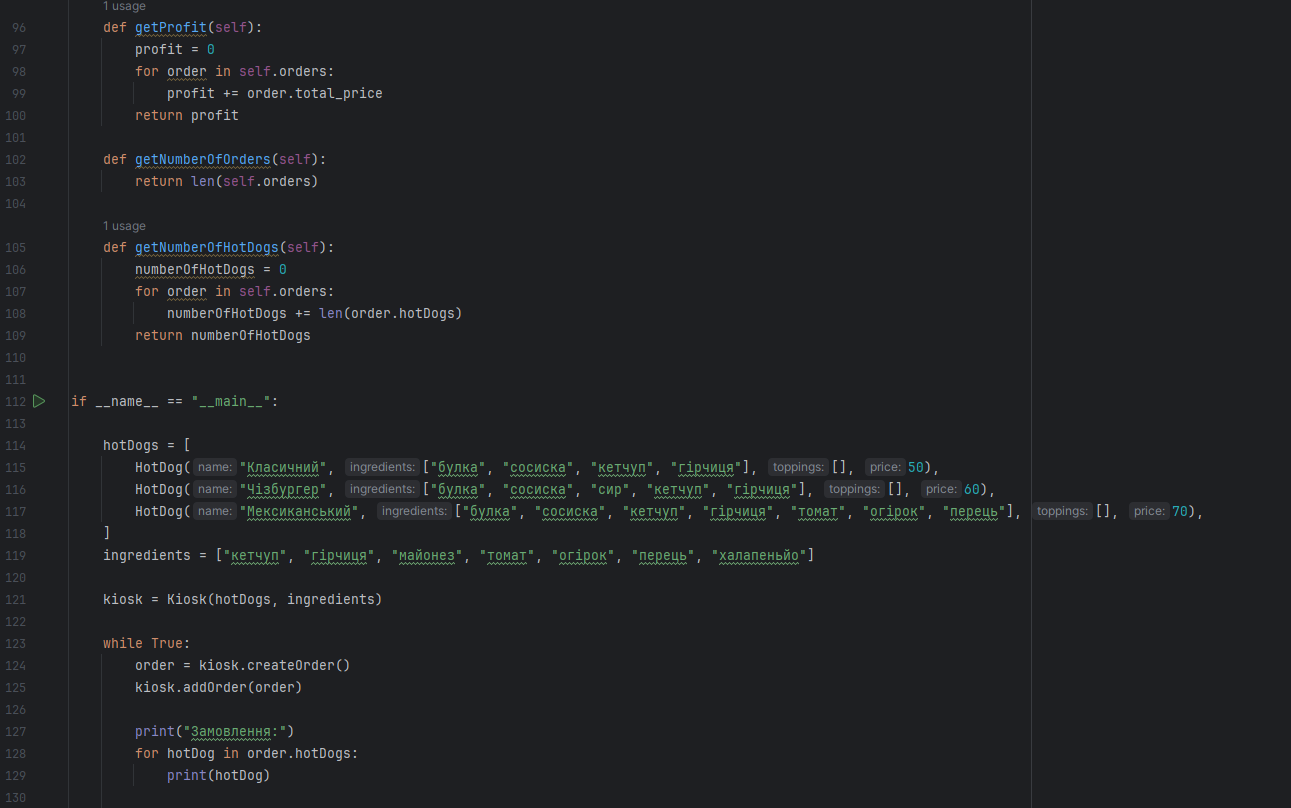 1 usage
96 def getProfit(self):
97 profit = 0
98 for order in self.orders:
99 profit += order.total_price
100 return profit
101
102 def getNumberOfOrders(self):
103 return len(self.orders)
104
1 usage
105 def getNumberOfHotDogs(self):
106 numberOfHotDogs = 0
107 for order in self.orders:
108 numberOfHotDogs += len(order.hotDogs)
109 return numberOfHotDogs
110
111
112 if __name__ == "__main__":
113
114 hotDogs = [
115 HotDog( name: "Класичний", ingredients: ["булка", "сосиска", "кетчуп", "гірчиця"], toppings: [], price: 50),
116 HotDog( name: "Чізбургер", ingredients: ["булка", "сосиска", "сир", "кетчуп", "гірчиця"], toppings: [], price: 60),
117 HotDog( name: "Мексиканський", ingredients: ["булка", "сосиска", "кетчуп", "гірчиця", "томат", "огірок", "перець"], toppings: [], price: 70),
118 ]
119 ingredients = ["кетчуп", "гірчиця", "майонез", "томат", "огірок", "перець", "халапеньйо"]
120
121 kiosk = Kiosk(hotDogs, ingredients)
122
123 while True:
124 order = kiosk.createOrder()
125 kiosk.addOrder(order)
126
127 print("Замовлення:")
128 for hotDog in order.hotDogs:
129 print(hotDog)
130